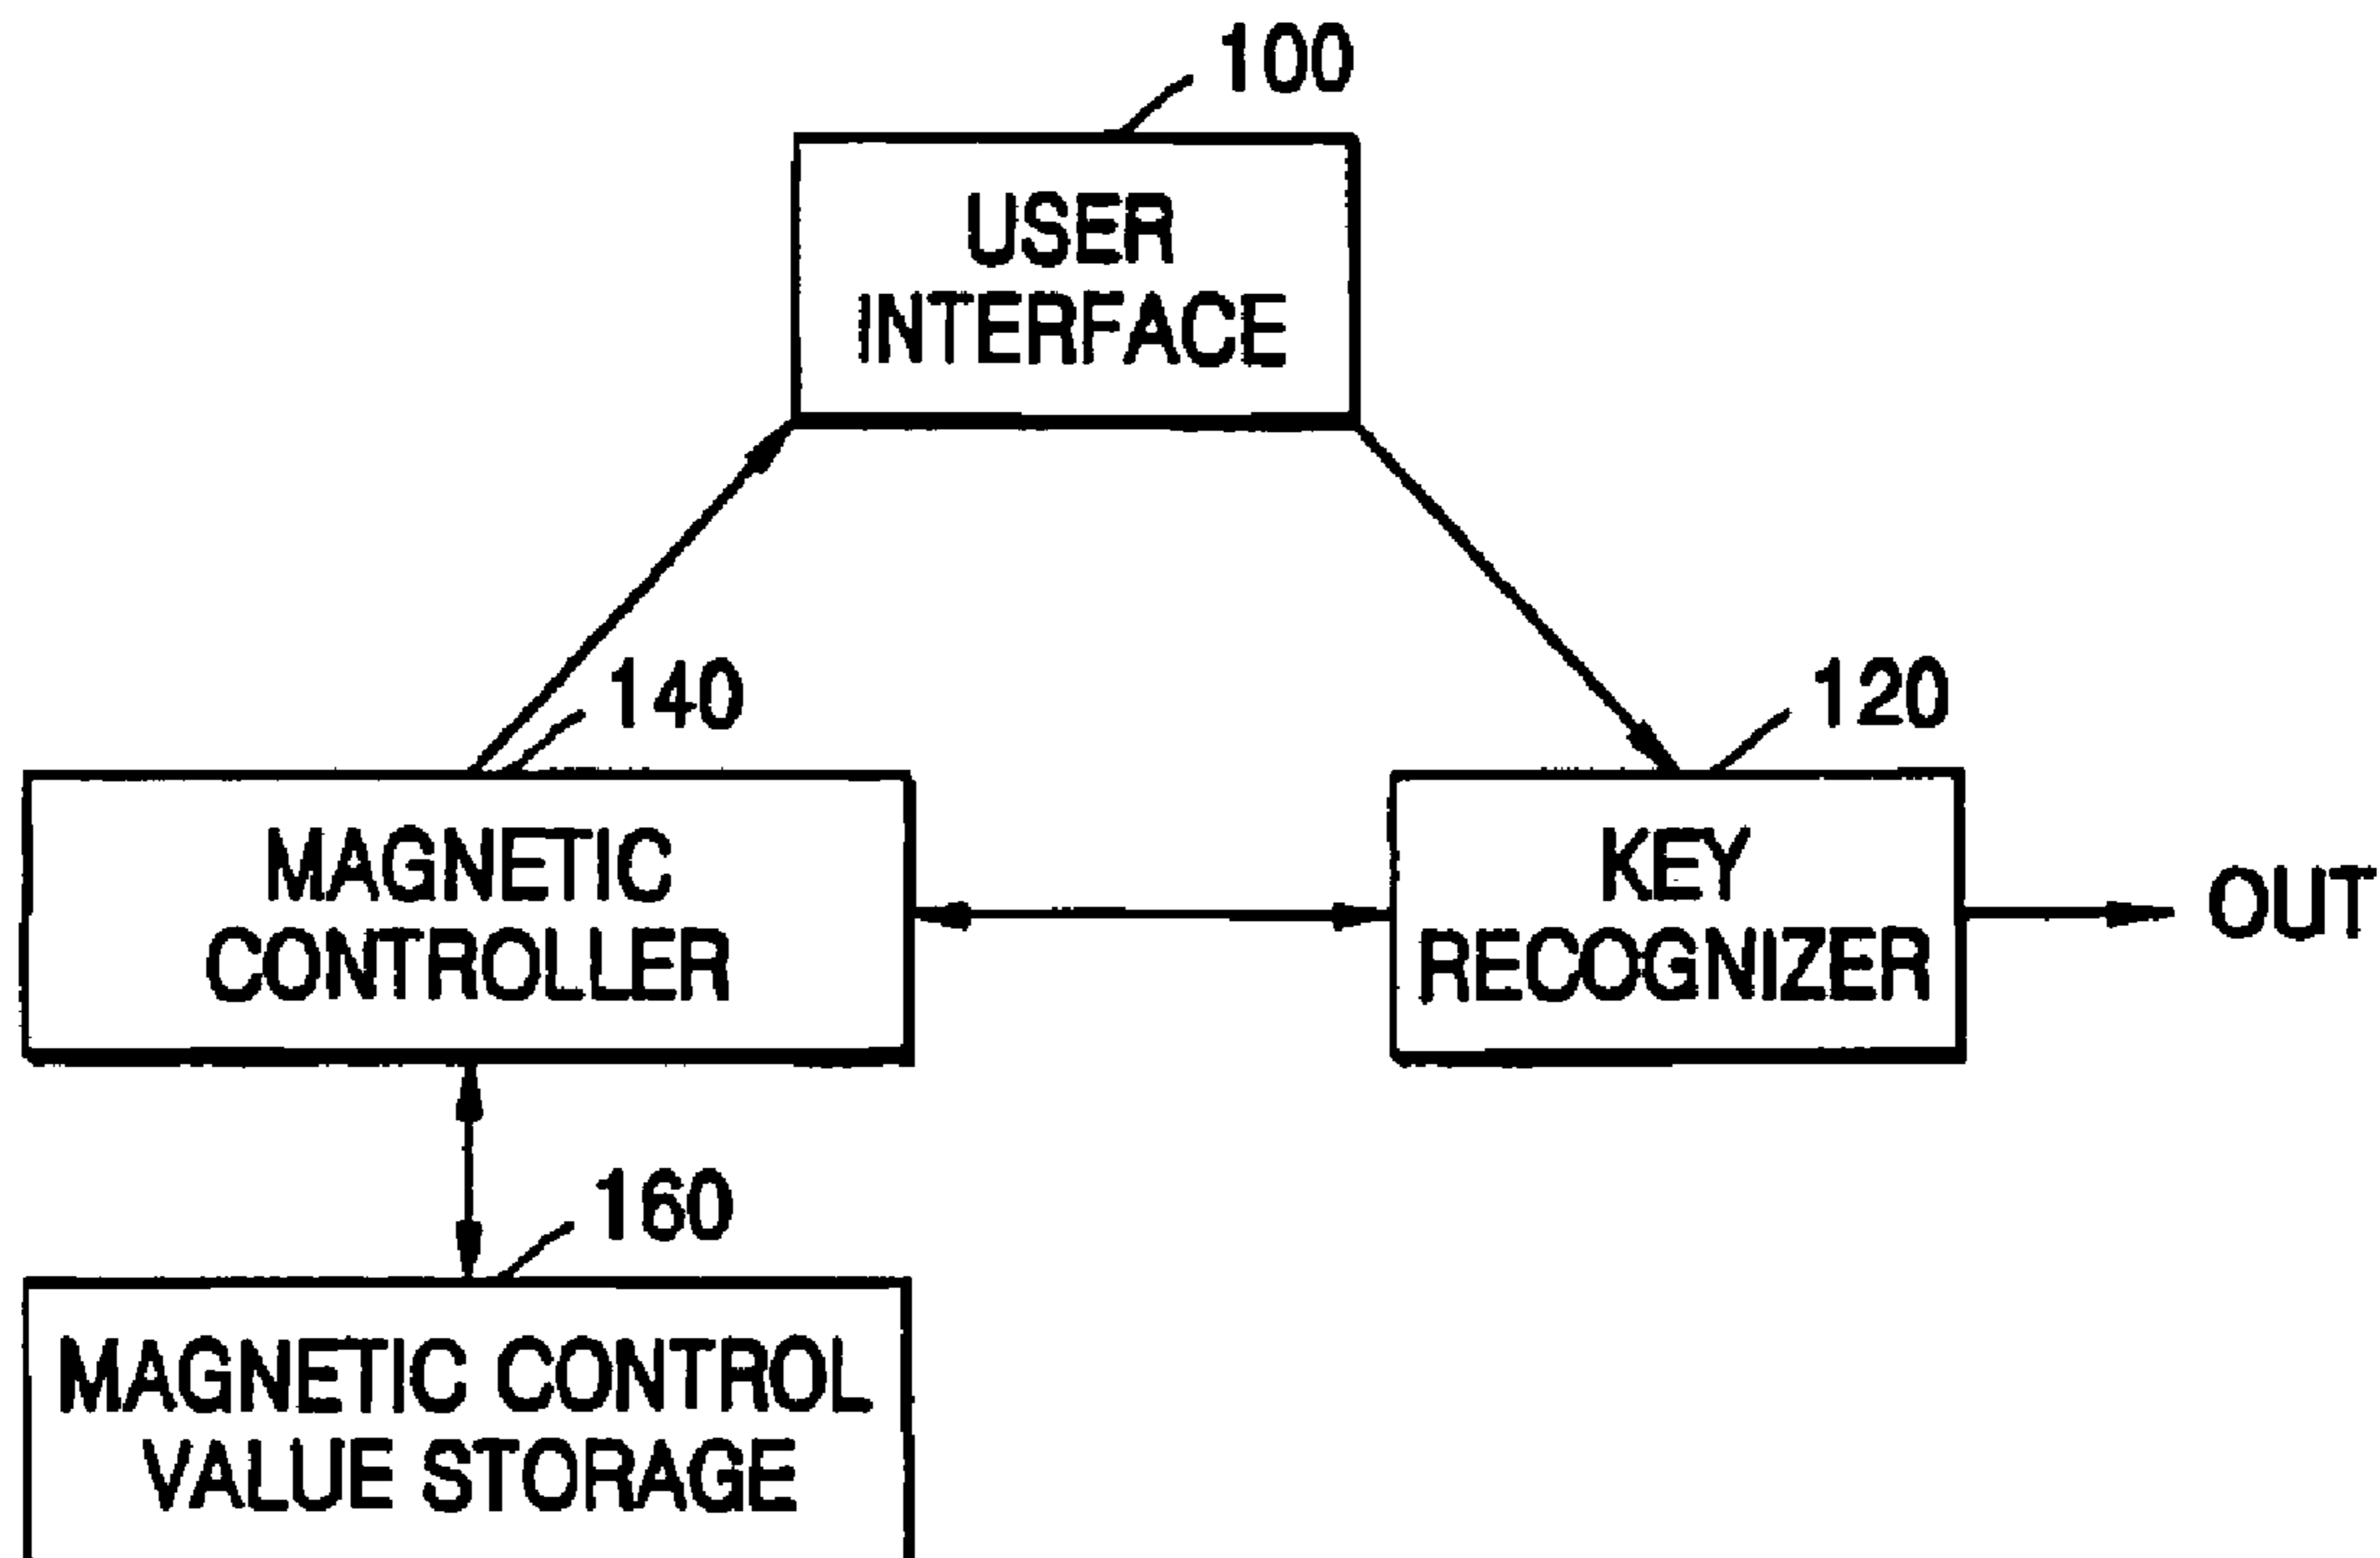 100
USER
INTERFACE
140
120
MAGNETIC
CONTROLLER
KEY
RECOGNIZER
OUT
160
MAGNETIC CONTROL
VALUE STORAGE